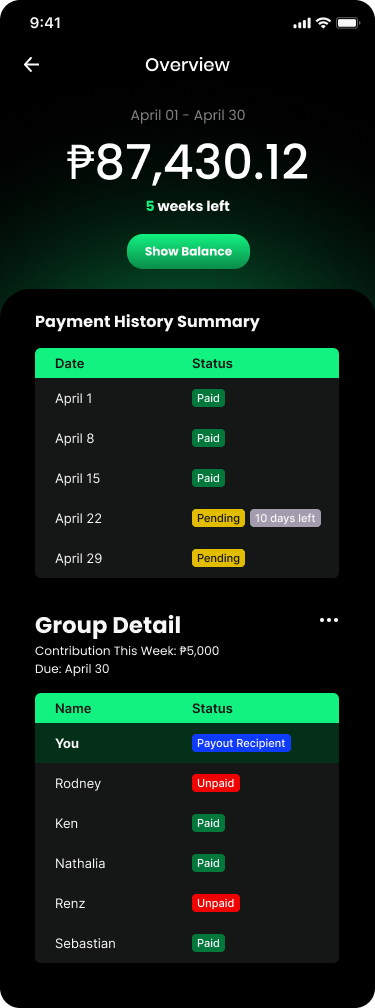 9:41
Overview
April 01 - April 30
₱87,430.12
5 weeks left
Show Balance
Payment History Summary
Date Status
April 1 Paid
April 8 Paid
April 15 Paid
April 22 Pending 10 days left
April 29 Pending
Group Detail
Contribution This Week: ₱5,000
Due: April 30
Name Status
You Payout Recipient
Rodney Unpaid
Ken Paid
Nathalia Paid
Renz Unpaid
Sebastian Paid